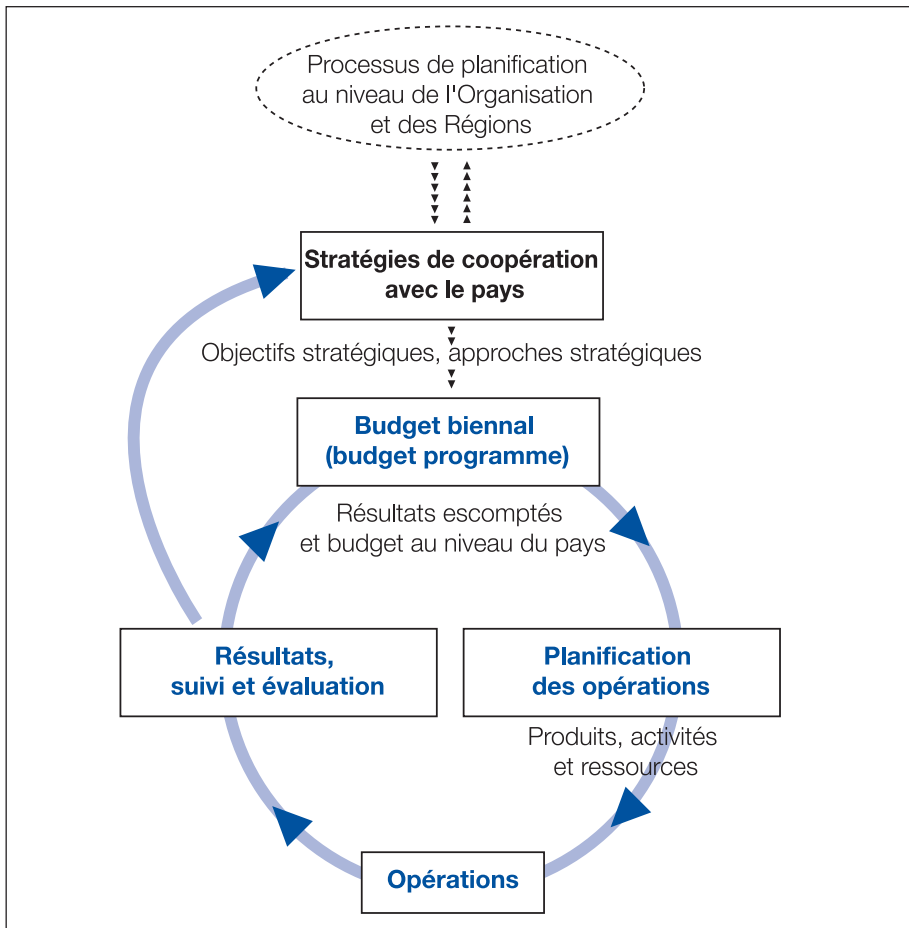 Processus de planification
au niveau de l'Organisation
et des Régions
Stratégies de coopération
avec le pays
Objectifs stratégiques, approches stratégiques
Budget biennal
(budget programme)
Résultats escomptés
et budget au niveau du pays
Résultats,
suivi et évaluation
Planification
des opérations
Produits, activités
et ressources
Opérations